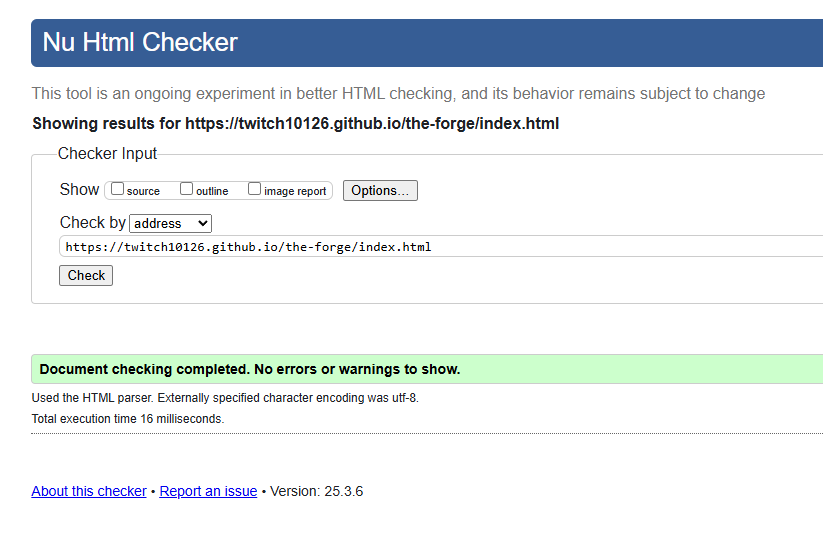 Nu Html Checker
This tool is an ongoing experiment in better HTML checking, and its behavior remains subject to change
Showing results for https://twitch10126.github.io/the-forge/index.html
Checker Input
Show source outline image report Options...
Check by address
https://twitch10126.github.io/the-forge/index.html
Check
Document checking completed. No errors or warnings to show.
Used the HTML parser. Externally specified character encoding was utf-8.
Total execution time 16 milliseconds.
About this checker • Report an issue • Version: 25.3.6